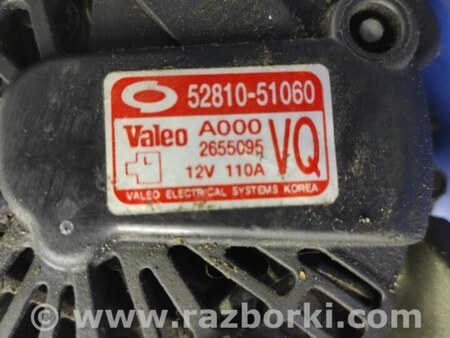 52810-51060
Valeo A000 VQ
2655095
12V 110A
VALEO ELECTRICAL SYSTEMS KOREA
www.razborki.com